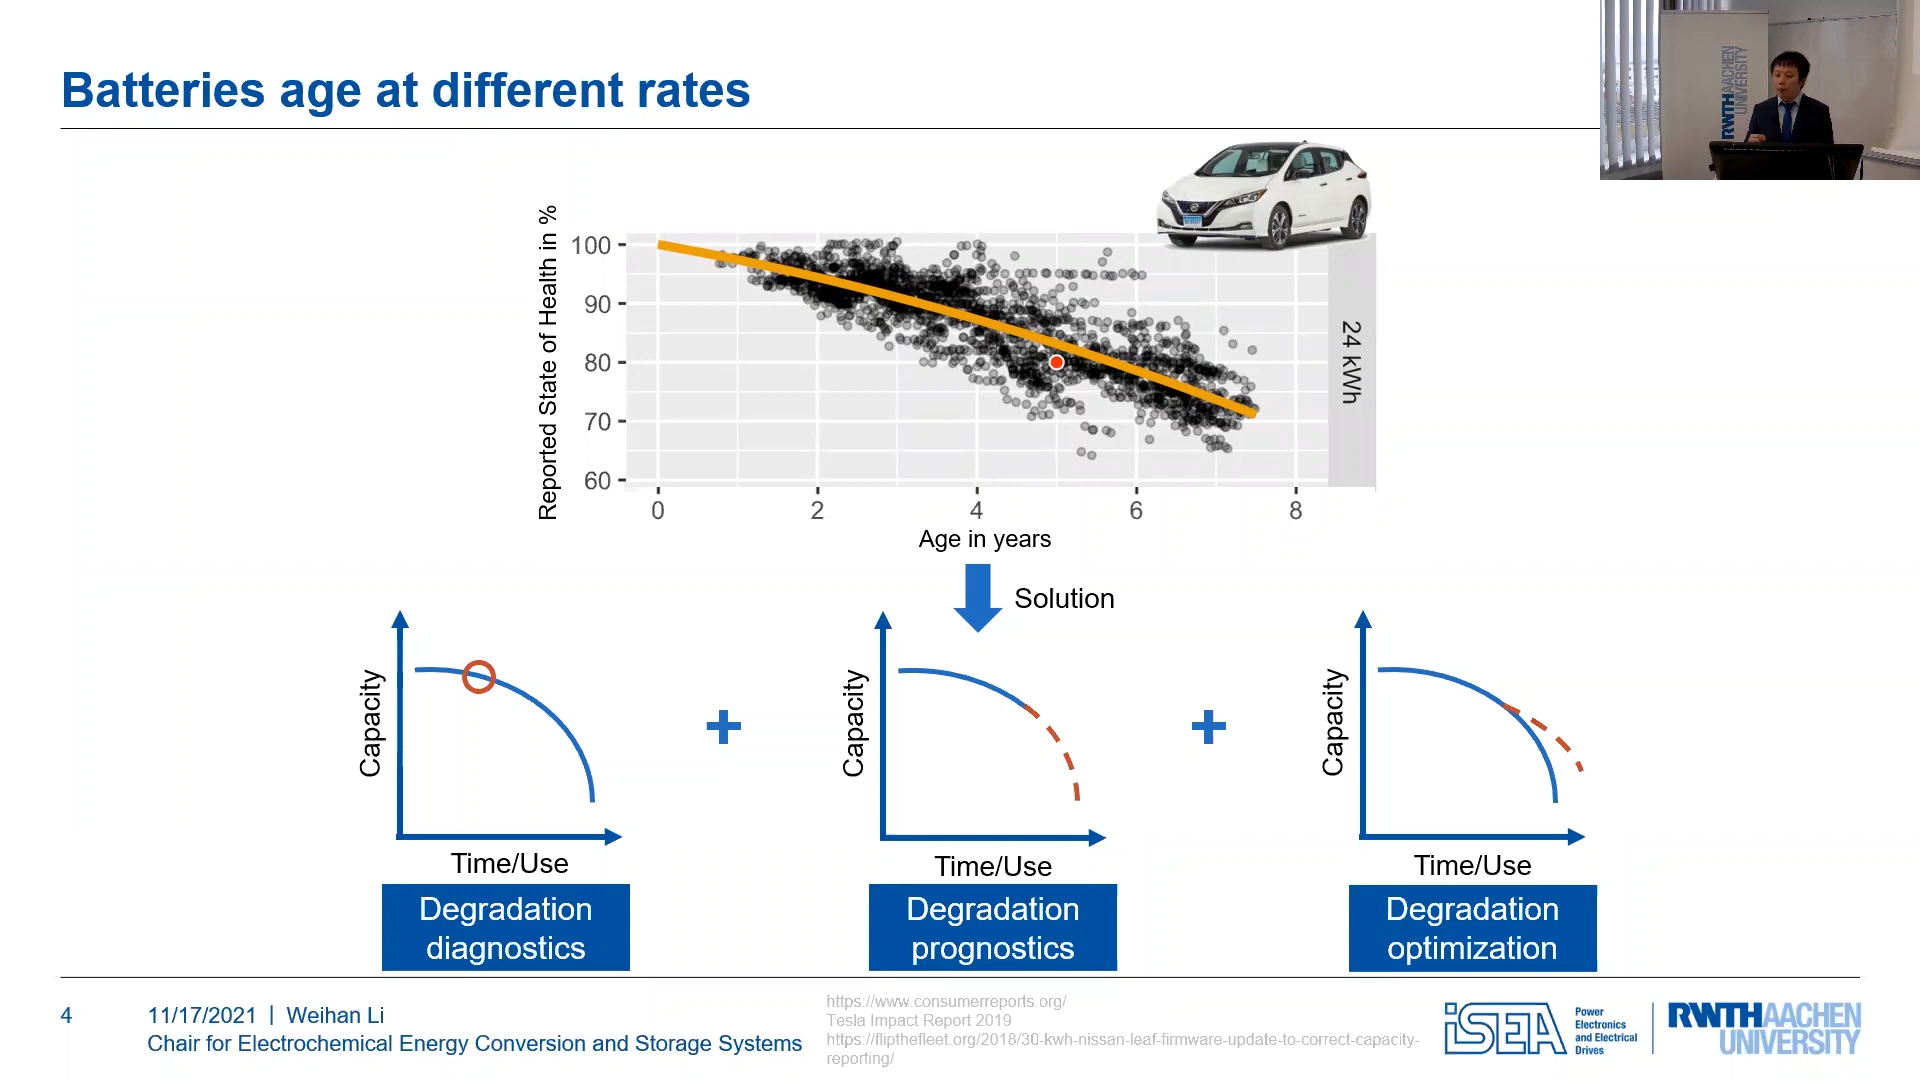 Batteries age at different rates
RWTHAACHEN
UNIVERSITY
Reported State of Health in %
100
90
80
70
60
0
2
4
6
8
Age in years
24 kWh
Solution
Capacity
Time/Use
Degradation
diagnostics
+
Capacity
Time/Use
Degradation
prognostics
+
Capacity
Time/Use
Degradation
optimization
4
11/17/2021 | Weihan Li
Chair for Electrochemical Energy Conversion and Storage Systems
https://www.consumerreports.org/
Tesla Impact Report 2019
https://flipthefleet.org/2018/30-kwh-nissan-leaf-firmware-update-to-correct-capacity-
reporting/
iSEA
Power
Electronics
and Electrical
Drives
RWTHAACHEN
UNIVERSITY